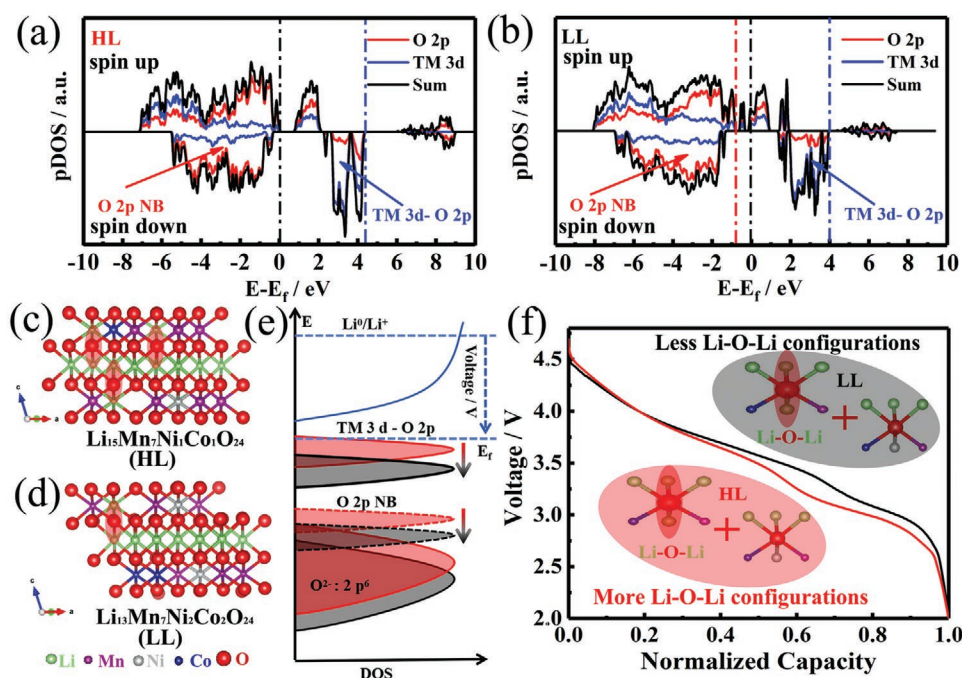 (a)
HL
spin up
O 2p
TM 3d
Sum
pDOS / a.u.
O 2p NB
spin down
TM 3d- O 2p
-10 -8 -6 -4 -2 0 2 4 6 8 10
E-E_f / eV
(b)
LL
spin up
O 2p
TM 3d
Sum
pDOS / a.u.
O 2p NB
spin down
TM 3d- O 2p
-10 -8 -6 -4 -2 0 2 4 6 8 10
E-E_f / eV
(c)
c
a
Li₁₅Mn₇Ni₁Co₁O₂₄
(HL)
(d)
c
a
Li₁₃Mn₇Ni₂Co₂O₂₄
(LL)
Li Mn Ni Co O
(e)
E
Li⁰/Li⁺
Voltage / V
TM 3 d - O 2p
E_f
O 2p NB
O²⁻: 2 p⁶
DOS
(f)
Less Li-O-Li configurations
LL
Li-O-Li
+
HL
Li-O-Li
+
More Li-O-Li configurations
Voltage / V
4.5
4.0
3.5
3.0
2.5
2.0
0.0 0.2 0.4 0.6 0.8 1.0
Normalized Capacity